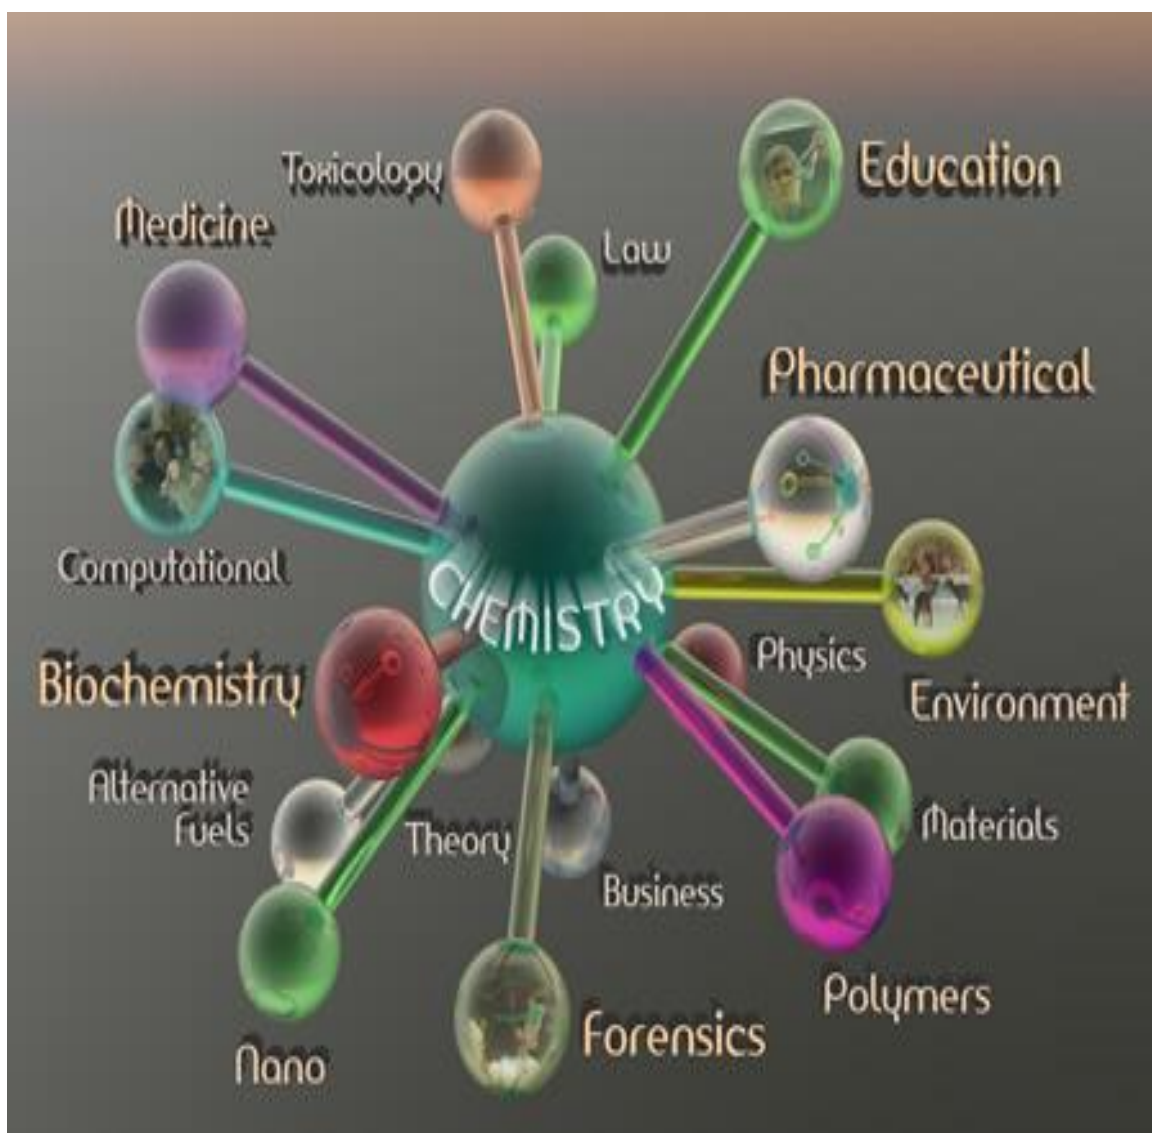 Toxicology
Education
Medicine
Law
Pharmaceutical
Computational
CHEMISTRY
Biochemistry
Physics
Environment
Alternative
Fuels
Theory
Materials
Business
Polymers
Forensics
Nano